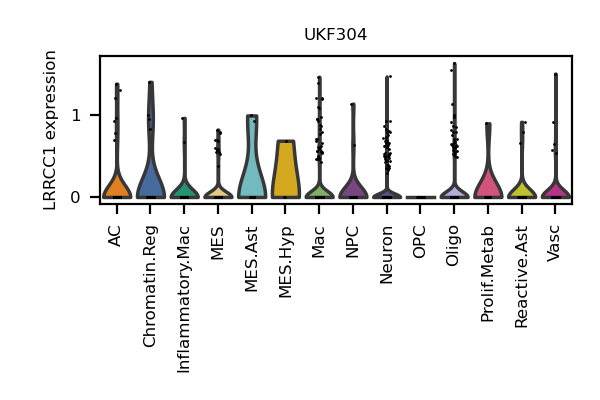 UKF304
LRRCC1 expression
1
0
AC
Chromatin.Reg
Inflammatory.Mac
MES
MES.Ast
MES.Hyp
Mac
NPC
Neuron
OPC
Oligo
Prolif.Metab
Reactive.Ast
Vasc